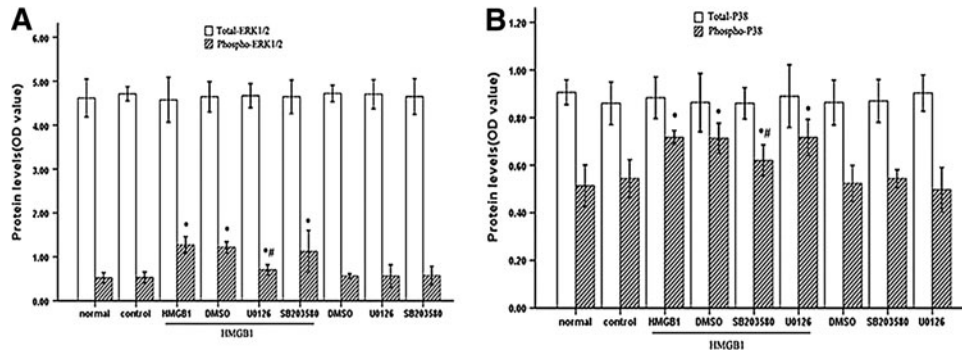 A
Total-ERK1/2
Phospho-ERK1/2
Protein levels(OD value)
6.00
5.00
4.00
3.00
2.00
1.00
0.00
*
*
*#
*
normal control HMGB1 DMSO U0126 SB203580 DMSO U0126 SB203580
HMGB1
B
Total-P38
Phospho-P38
Protein levels(OD value)
1.20
1.00
0.80
0.60
0.40
0.20
0.00
*
*
*#
*
normal control HMGB1 DMSO SB203580 U0126 DMSO SB203580 U0126
HMGB1